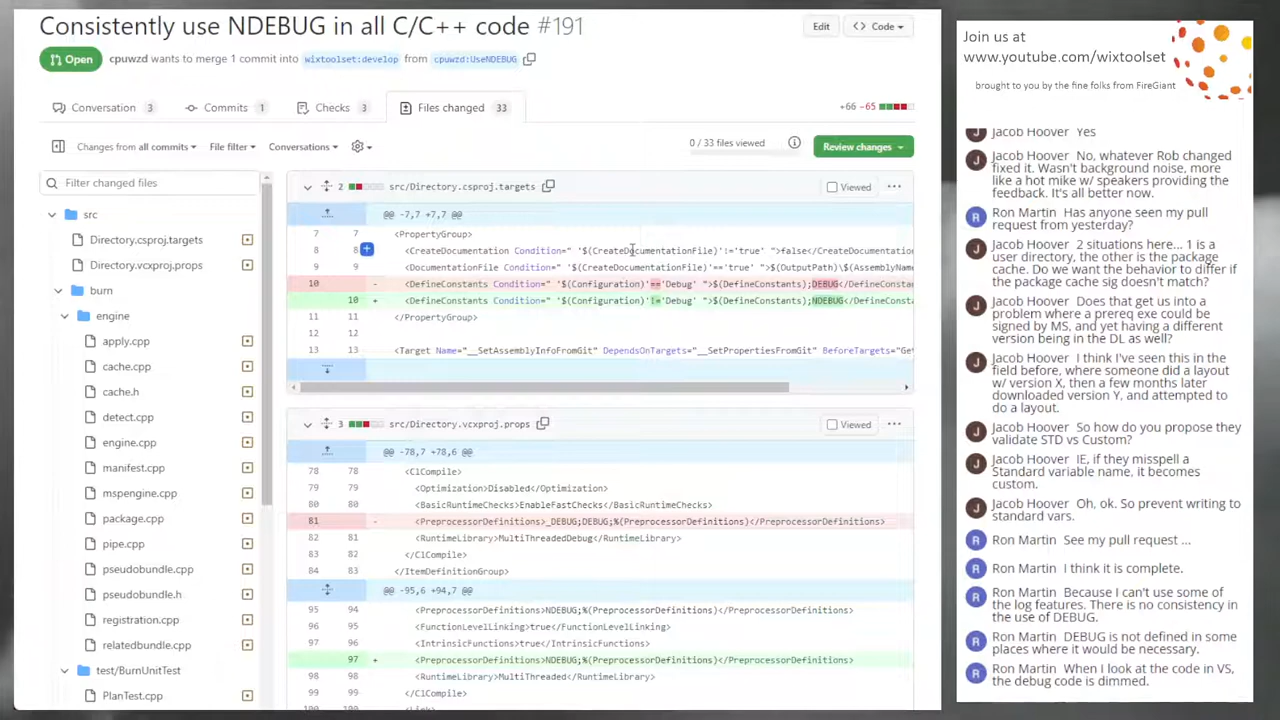 Consistently use NDEBUG in all C/C++ code #191
Edit
Code
Open
cpuwzd wants to merge 1 commit into wixtoolset:develop from cpuwzd:UseNDEBUG
Conversation 3
Commits 1
Checks 3
Files changed 33
+66 −65
Changes from all commits
File filter
Conversations
0 / 33 files viewed
Review changes
Filter changed files
src
Directory.csproj.targets
Directory.vcxproj.props
burn
engine
apply.cpp
cache.cpp
cache.h
detect.cpp
engine.cpp
manifest.cpp
mspengine.cpp
package.cpp
pipe.cpp
pseudobundle.cpp
pseudobundle.h
registration.cpp
relatedbundle.cpp
test/BurnUnitTest
PlanTest.cpp
2 src/Directory.csproj.targets
Viewed
@@ -7,7 +7,7 @@
7 7 <PropertyGroup>
8 8 <CreateDocumentation Condition=" '$(CreateDocumentationFile)'!='true' ">false</CreateDocumentation
9 9 <DocumentationFile Condition=" '$(CreateDocumentationFile)'=='true' ">$(OutputPath)\$(AssemblyName
10 - <DefineConstants Condition=" '$(Configuration)'=='Debug' ">$(DefineConstants);DEBUG</DefineConstan
10 + <DefineConstants Condition=" '$(Configuration)'!='Debug' ">$(DefineConstants);NDEBUG</DefineConsta
11 11 </PropertyGroup>
12 12
13 13 <Target Name="__SetAssemblyInfoFromGit" DependsOnTargets="__SetPropertiesFromGit" BeforeTargets="Get
3 src/Directory.vcxproj.props
Viewed
@@ -78,7 +78,6 @@
78 78 <ClCompile>
79 79 <Optimization>Disabled</Optimization>
80 80 <BasicRuntimeChecks>EnableFastChecks</BasicRuntimeChecks>
81 - <PreprocessorDefinitions>_DEBUG;DEBUG;%(PreprocessorDefinitions)</PreprocessorDefinitions>
82 81 <RuntimeLibrary>MultiThreadedDebug</RuntimeLibrary>
83 82 </ClCompile>
84 83 </ItemDefinitionGroup>
@@ -95,6 +94,7 @@
95 94 <PreprocessorDefinitions>NDEBUG;%(PreprocessorDefinitions)</PreprocessorDefinitions>
96 95 <FunctionLevelLinking>true</FunctionLevelLinking>
97 96 <IntrinsicFunctions>true</IntrinsicFunctions>
97 + <PreprocessorDefinitions>NDEBUG;%(PreprocessorDefinitions)</PreprocessorDefinitions>
98 98 <RuntimeLibrary>MultiThreaded</RuntimeLibrary>
99 99 </ClCompile>
Join us at
www.youtube.com/wixtoolset
brought to you by the fine folks from FireGiant
J Jacob Hoover Yes
J Jacob Hoover No, whatever Rob changed
fixed it. Wasn't background noise, more
like a hot mike w/ speakers providing the
feedback. It's all better now.
R Ron Martin Has anyone seen my pull
request from yesterday?
J Jacob Hoover 2 situations here... 1 is a
user directory, the other is the package
cache. Do we want the behavior to differ if
the package cache sig doesn't match?
J Jacob Hoover Does that get us into a
problem where a prereq exe could be
signed by MS, and yet having a different
version being in the DL as well?
J Jacob Hoover I think I've seen this in the
field before, where someone did a layout
w/ version X, then a few months later
downloaded version Y, and attempted to
do a layout.
J Jacob Hoover So how do you propose they
validate STD vs Custom?
J Jacob Hoover IE, if they misspell a
Standard variable name, it becomes
custom.
J Jacob Hoover Oh, ok. So prevent writing to
standard vars.
R Ron Martin See my pull request ...
R Ron Martin I think it is complete.
R Ron Martin Because I can't use some of
the log features. There is no consistency in
the use of DEBUG.
R Ron Martin DEBUG is not defined in some
places where it would be necessary.
R Ron Martin When I look at the code in VS,
the debug code is dimmed.